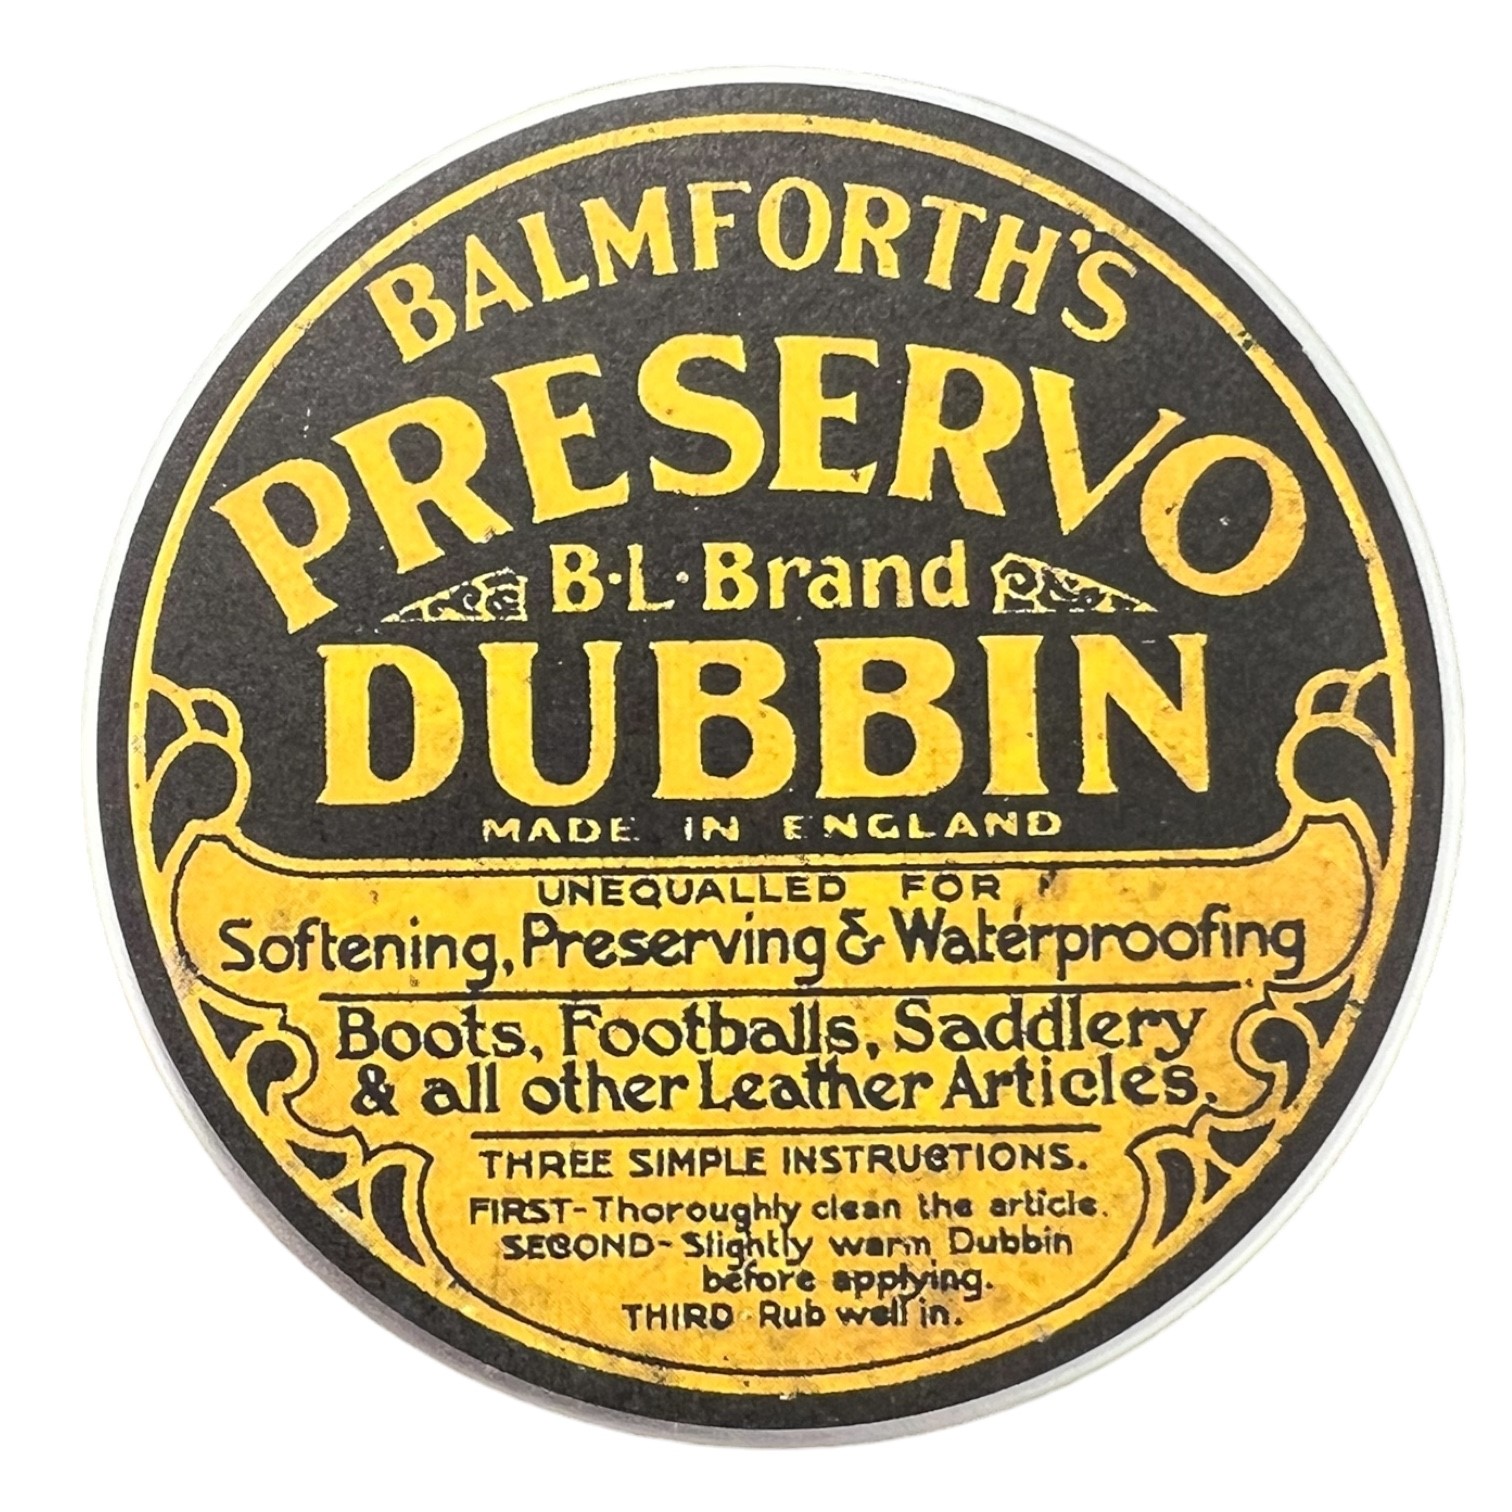 BALMFORTH'S
PRESERVO
B·L·Brand
DUBBIN
MADE IN ENGLAND
UNEQUALLED FOR
Softening, Preserving & Waterproofing
Boots, Footballs, Saddlery
& all other Leather Articles.
THREE SIMPLE INSTRUCTIONS.
FIRST-Thoroughly clean the article.
SECOND-Slightly warm Dubbin
before applying.
THIRD-Rub well in.